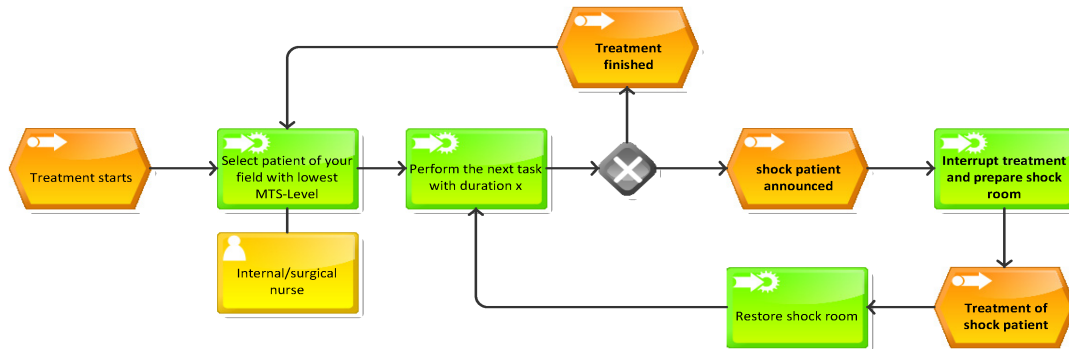 Treatment
finished
Treatment starts
Select patient of your
field with lowest
MTS-Level
Perform the next task
with duration x
shock patient
announced
Interrupt treatment
and prepare shock
room
Internal/surgical
nurse
Restore shock room
Treatment of
shock patient